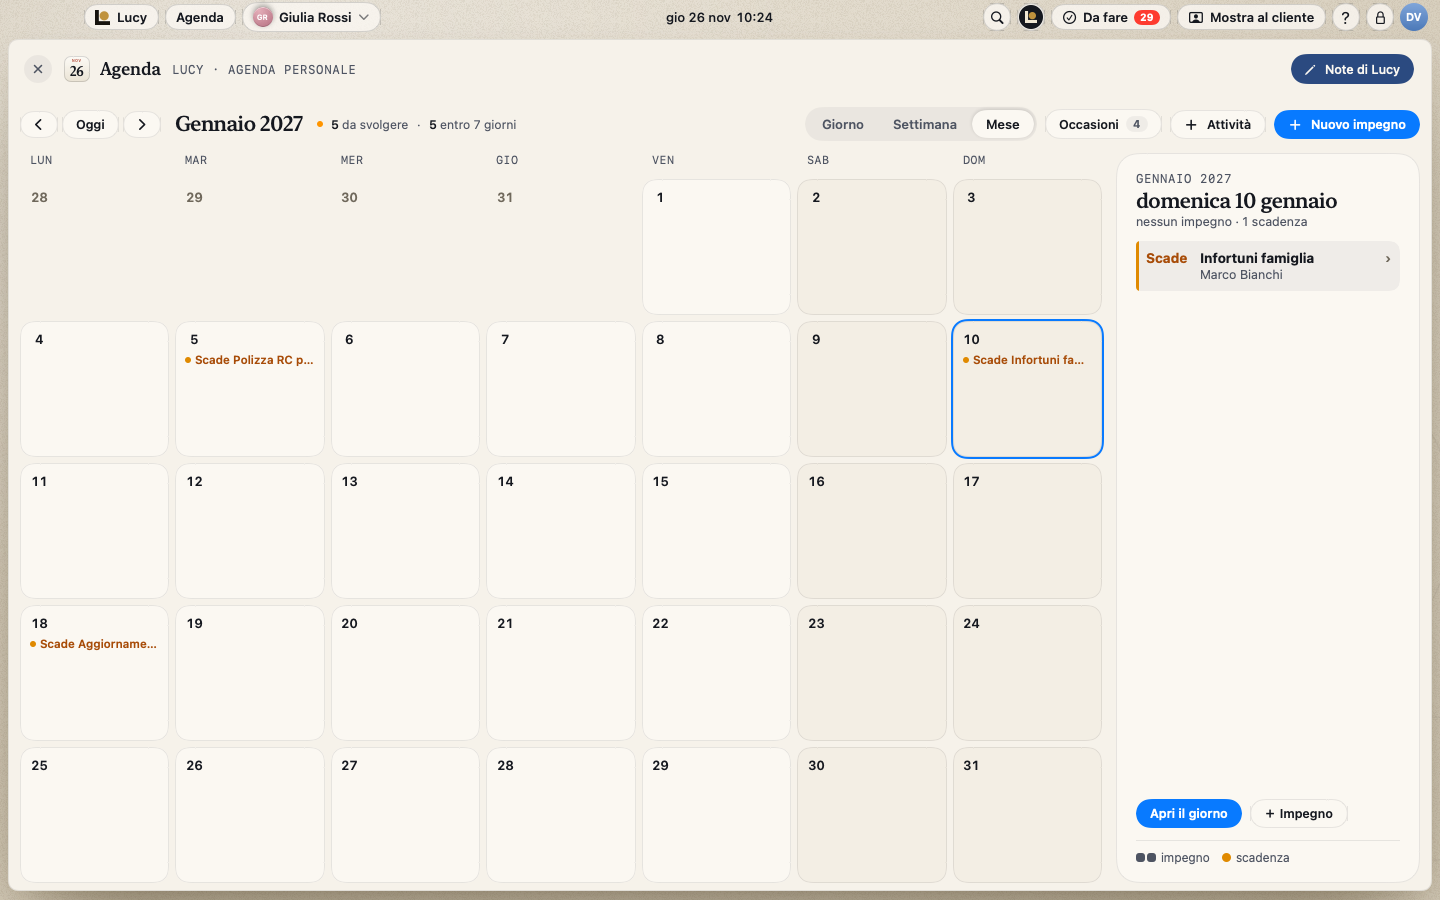 Lucy
Agenda
GR
Giulia Rossi
gio 26 nov 10:24
Da fare 29
Mostra al cliente
?
DV
NOV
26
Agenda
LUCY · AGENDA PERSONALE
Note di Lucy
Oggi
Gennaio 2027
5 da svolgere · 5 entro 7 giorni
Giorno
Settimana
Mese
Occasioni 4
+ Attività
+ Nuovo impegno
LUN MAR MER GIO VEN SAB DOM
28 29 30 31 1 2 3
4 5 6 7 8 9 10
Scade Polizza RC p...
Scade Infortuni fa...
11 12 13 14 15 16 17
18 19 20 21 22 23 24
Scade Aggiorname...
25 26 27 28 29 30 31
GENNAIO 2027
domenica 10 gennaio
nessun impegno · 1 scadenza
Scade Infortuni famiglia
Marco Bianchi
Apri il giorno
+ Impegno
impegno
scadenza